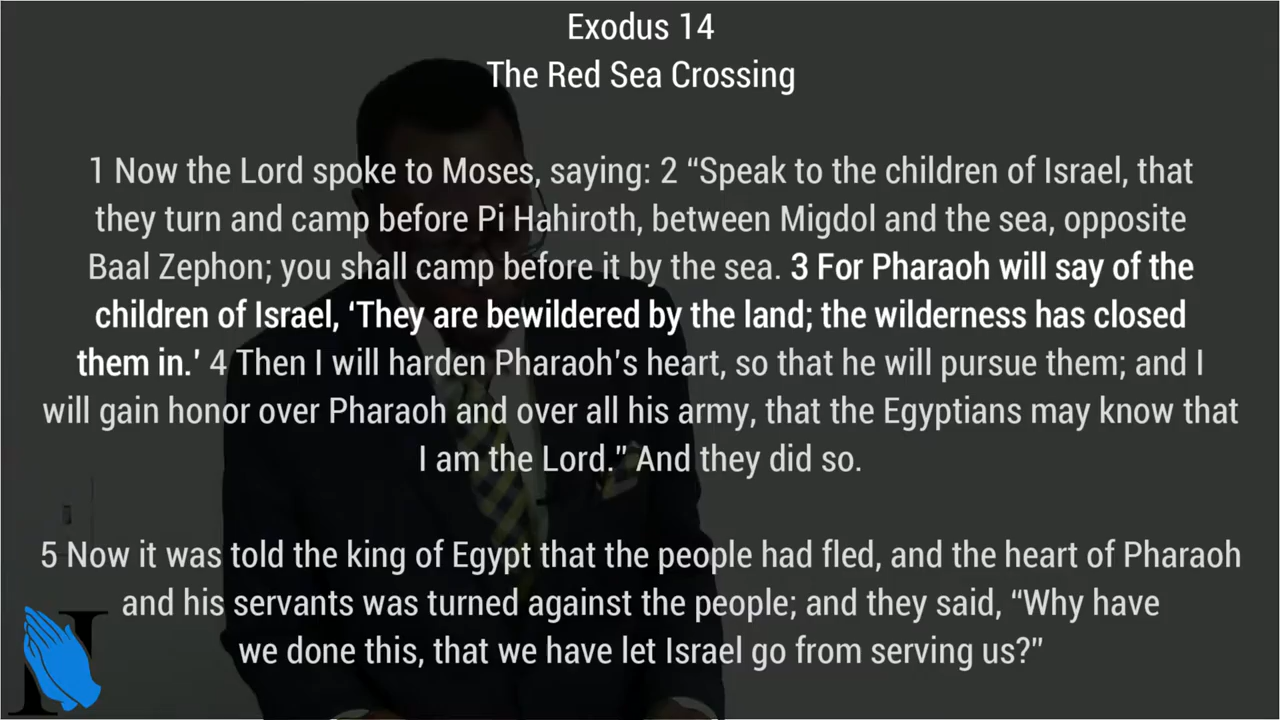 Exodus 14
The Red Sea Crossing
1 Now the Lord spoke to Moses, saying: 2 “Speak to the children of Israel, that
they turn and camp before Pi Hahiroth, between Migdol and the sea, opposite
Baal Zephon; you shall camp before it by the sea. 3 For Pharaoh will say of the
children of Israel, ‘They are bewildered by the land; the wilderness has closed
them in.’ 4 Then I will harden Pharaoh’s heart, so that he will pursue them; and I
will gain honor over Pharaoh and over all his army, that the Egyptians may know that
I am the Lord.” And they did so.
5 Now it was told the king of Egypt that the people had fled, and the heart of Pharaoh
and his servants was turned against the people; and they said, “Why have
we done this, that we have let Israel go from serving us?”
N